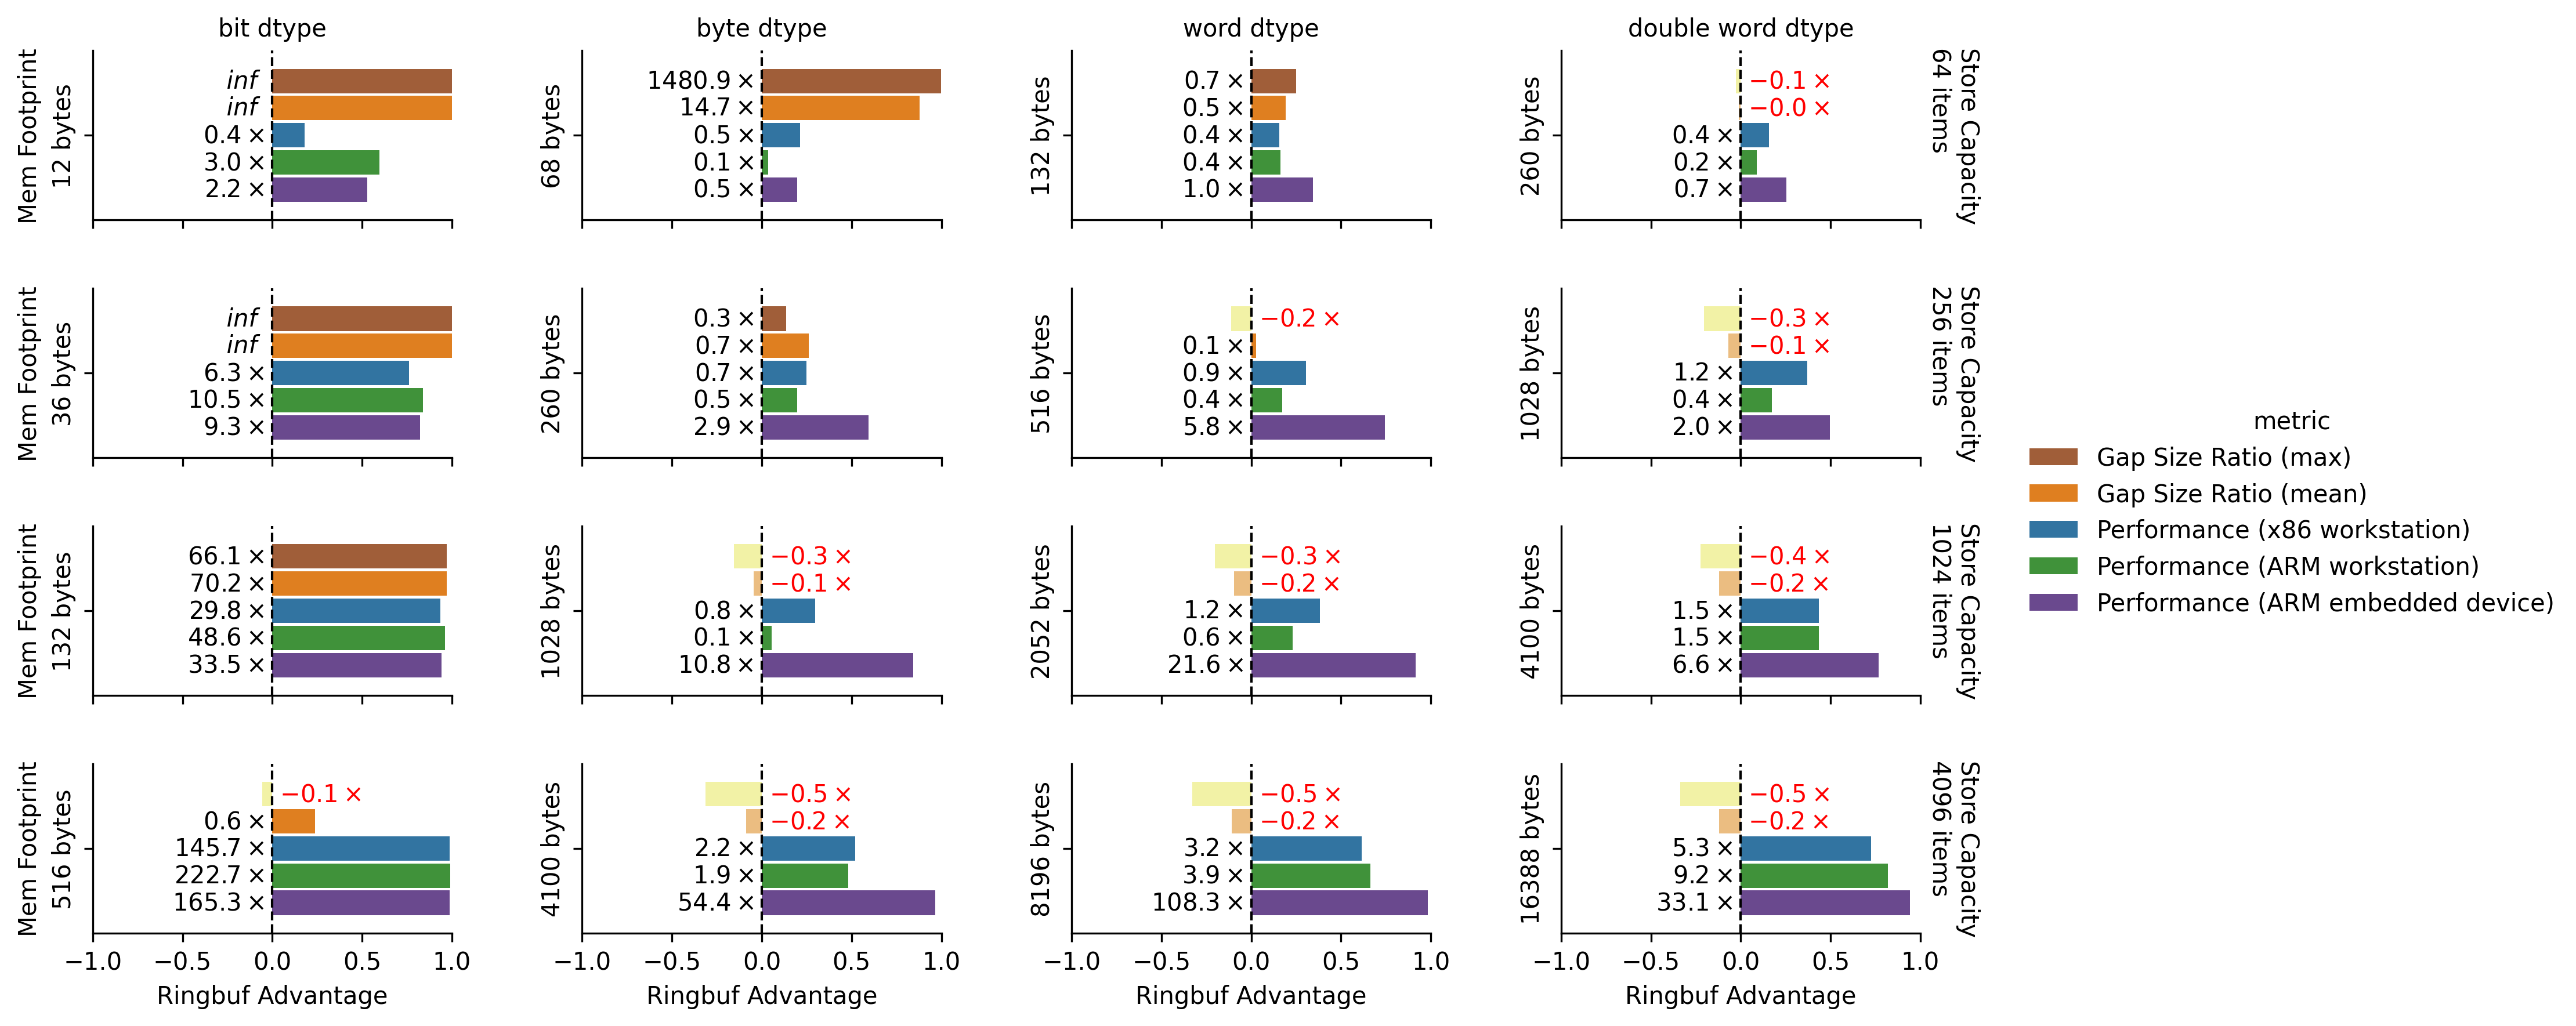 bit dtype
byte dtype
word dtype
double word dtype
Mem Footprint
12 bytes
inf
inf
0.4 ×
3.0 ×
2.2 ×
68 bytes
1480.9 ×
14.7 ×
0.5 ×
0.1 ×
0.5 ×
132 bytes
0.7 ×
0.5 ×
0.4 ×
0.4 ×
1.0 ×
260 bytes
−0.1 ×
−0.0 ×
0.4 ×
0.2 ×
0.7 ×
Store Capacity
64 items
Mem Footprint
36 bytes
inf
inf
6.3 ×
10.5 ×
9.3 ×
260 bytes
0.3 ×
0.7 ×
0.7 ×
0.5 ×
2.9 ×
516 bytes
−0.2 ×
0.1 ×
0.9 ×
0.4 ×
5.8 ×
1028 bytes
−0.3 ×
−0.1 ×
1.2 ×
0.4 ×
2.0 ×
Store Capacity
256 items
Mem Footprint
132 bytes
66.1 ×
70.2 ×
29.8 ×
48.6 ×
33.5 ×
1028 bytes
−0.3 ×
−0.1 ×
0.8 ×
0.1 ×
10.8 ×
2052 bytes
−0.3 ×
−0.2 ×
1.2 ×
0.6 ×
21.6 ×
4100 bytes
−0.4 ×
−0.2 ×
1.5 ×
1.5 ×
6.6 ×
Store Capacity
1024 items
Mem Footprint
516 bytes
−0.1 ×
0.6 ×
145.7 ×
222.7 ×
165.3 ×
4100 bytes
−0.5 ×
−0.2 ×
2.2 ×
1.9 ×
54.4 ×
8196 bytes
−0.5 ×
−0.2 ×
3.2 ×
3.9 ×
108.3 ×
16388 bytes
−0.5 ×
−0.2 ×
5.3 ×
9.2 ×
33.1 ×
Store Capacity
4096 items
−1.0 −0.5 0.0 0.5 1.0
−1.0 −0.5 0.0 0.5 1.0
−1.0 −0.5 0.0 0.5 1.0
−1.0 −0.5 0.0 0.5 1.0
Ringbuf Advantage
Ringbuf Advantage
Ringbuf Advantage
Ringbuf Advantage
metric
Gap Size Ratio (max)
Gap Size Ratio (mean)
Performance (x86 workstation)
Performance (ARM workstation)
Performance (ARM embedded device)